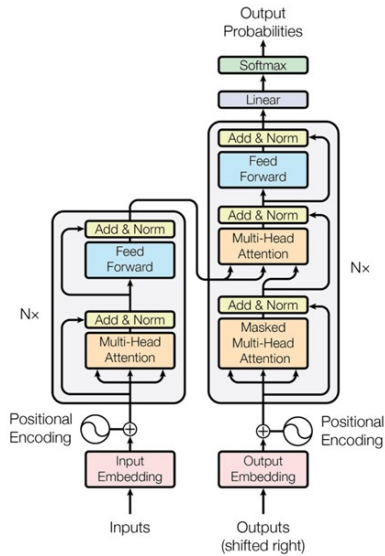 Output
Probabilities
Softmax
Linear
Add & Norm
Feed
Forward
Add & Norm
Multi-Head
Attention
Nx
Add & Norm
Masked
Multi-Head
Attention
Positional
Encoding
Output
Embedding
Outputs
(shifted right)
Add & Norm
Feed
Forward
Nx
Add & Norm
Multi-Head
Attention
Positional
Encoding
Input
Embedding
Inputs